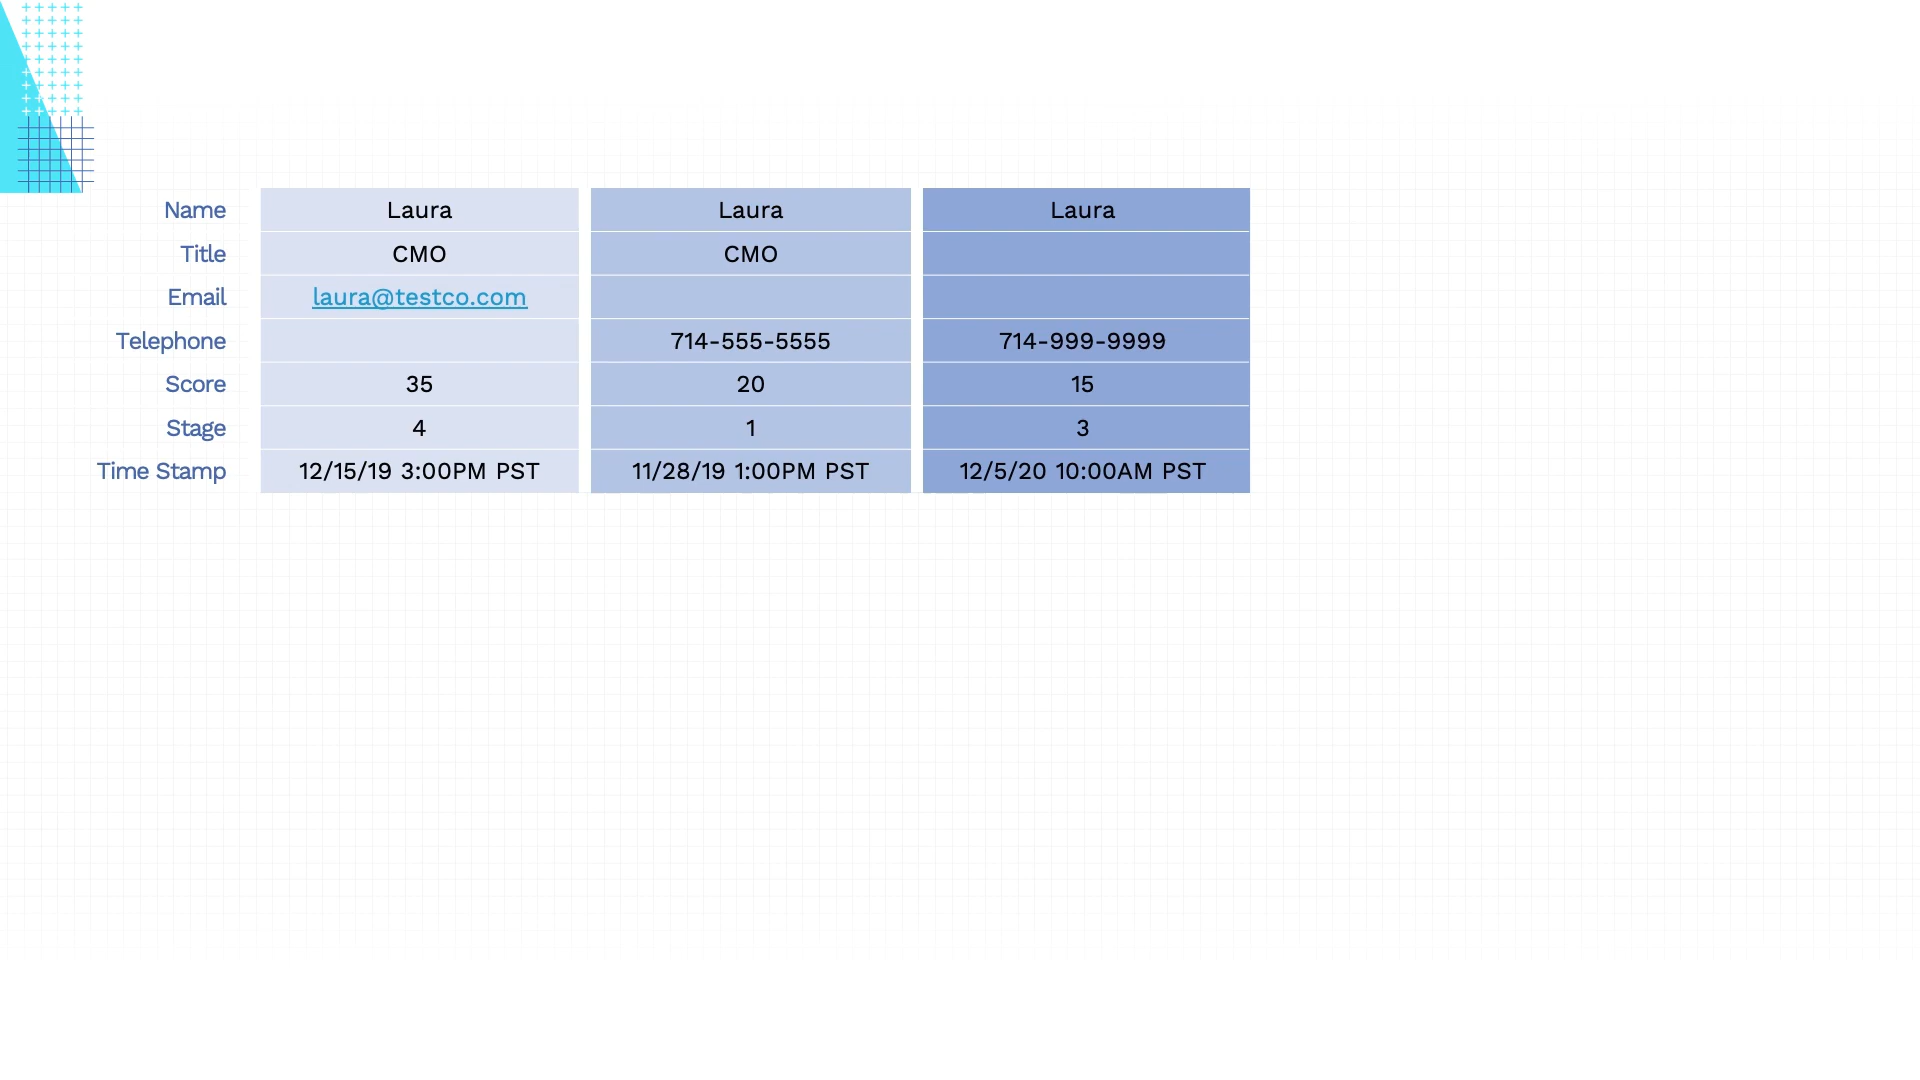 Name Laura Laura Laura
Title CMO CMO
Email laura@testco.com
Telephone 714-555-5555 714-999-9999
Score 35 20 15
Stage 4 1 3
Time Stamp 12/15/19 3:00PM PST 11/28/19 1:00PM PST 12/5/20 10:00AM PST